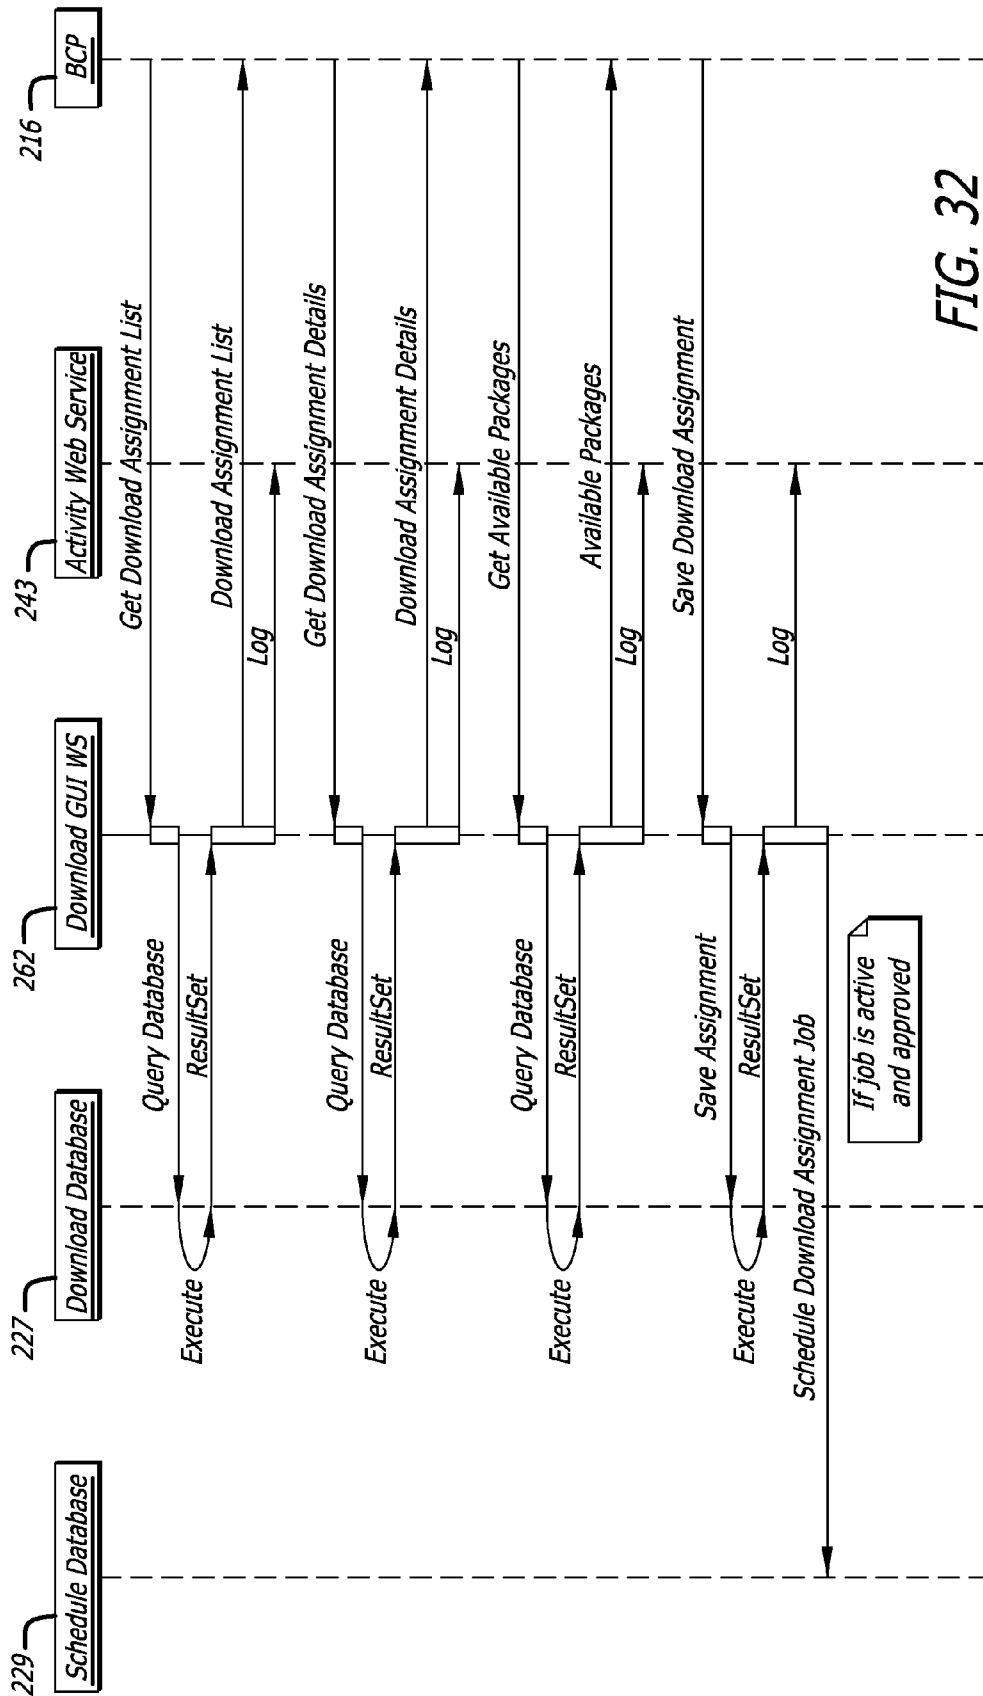 229
Schedule Database
227
Download Database
262
Download GUI WS
243
Activity Web Service
216
BCP
Get Download Assignment List
Query Database
Execute
ResultSet
Download Assignment List
Log
Get Download Assignment Details
Query Database
Execute
ResultSet
Download Assignment Details
Log
Get Available Packages
Query Database
Execute
ResultSet
Available Packages
Log
Save Download Assignment
Save Assignment
Execute
ResultSet
Log
Schedule Download Assignment Job
If job is active
and approved
FIG. 32